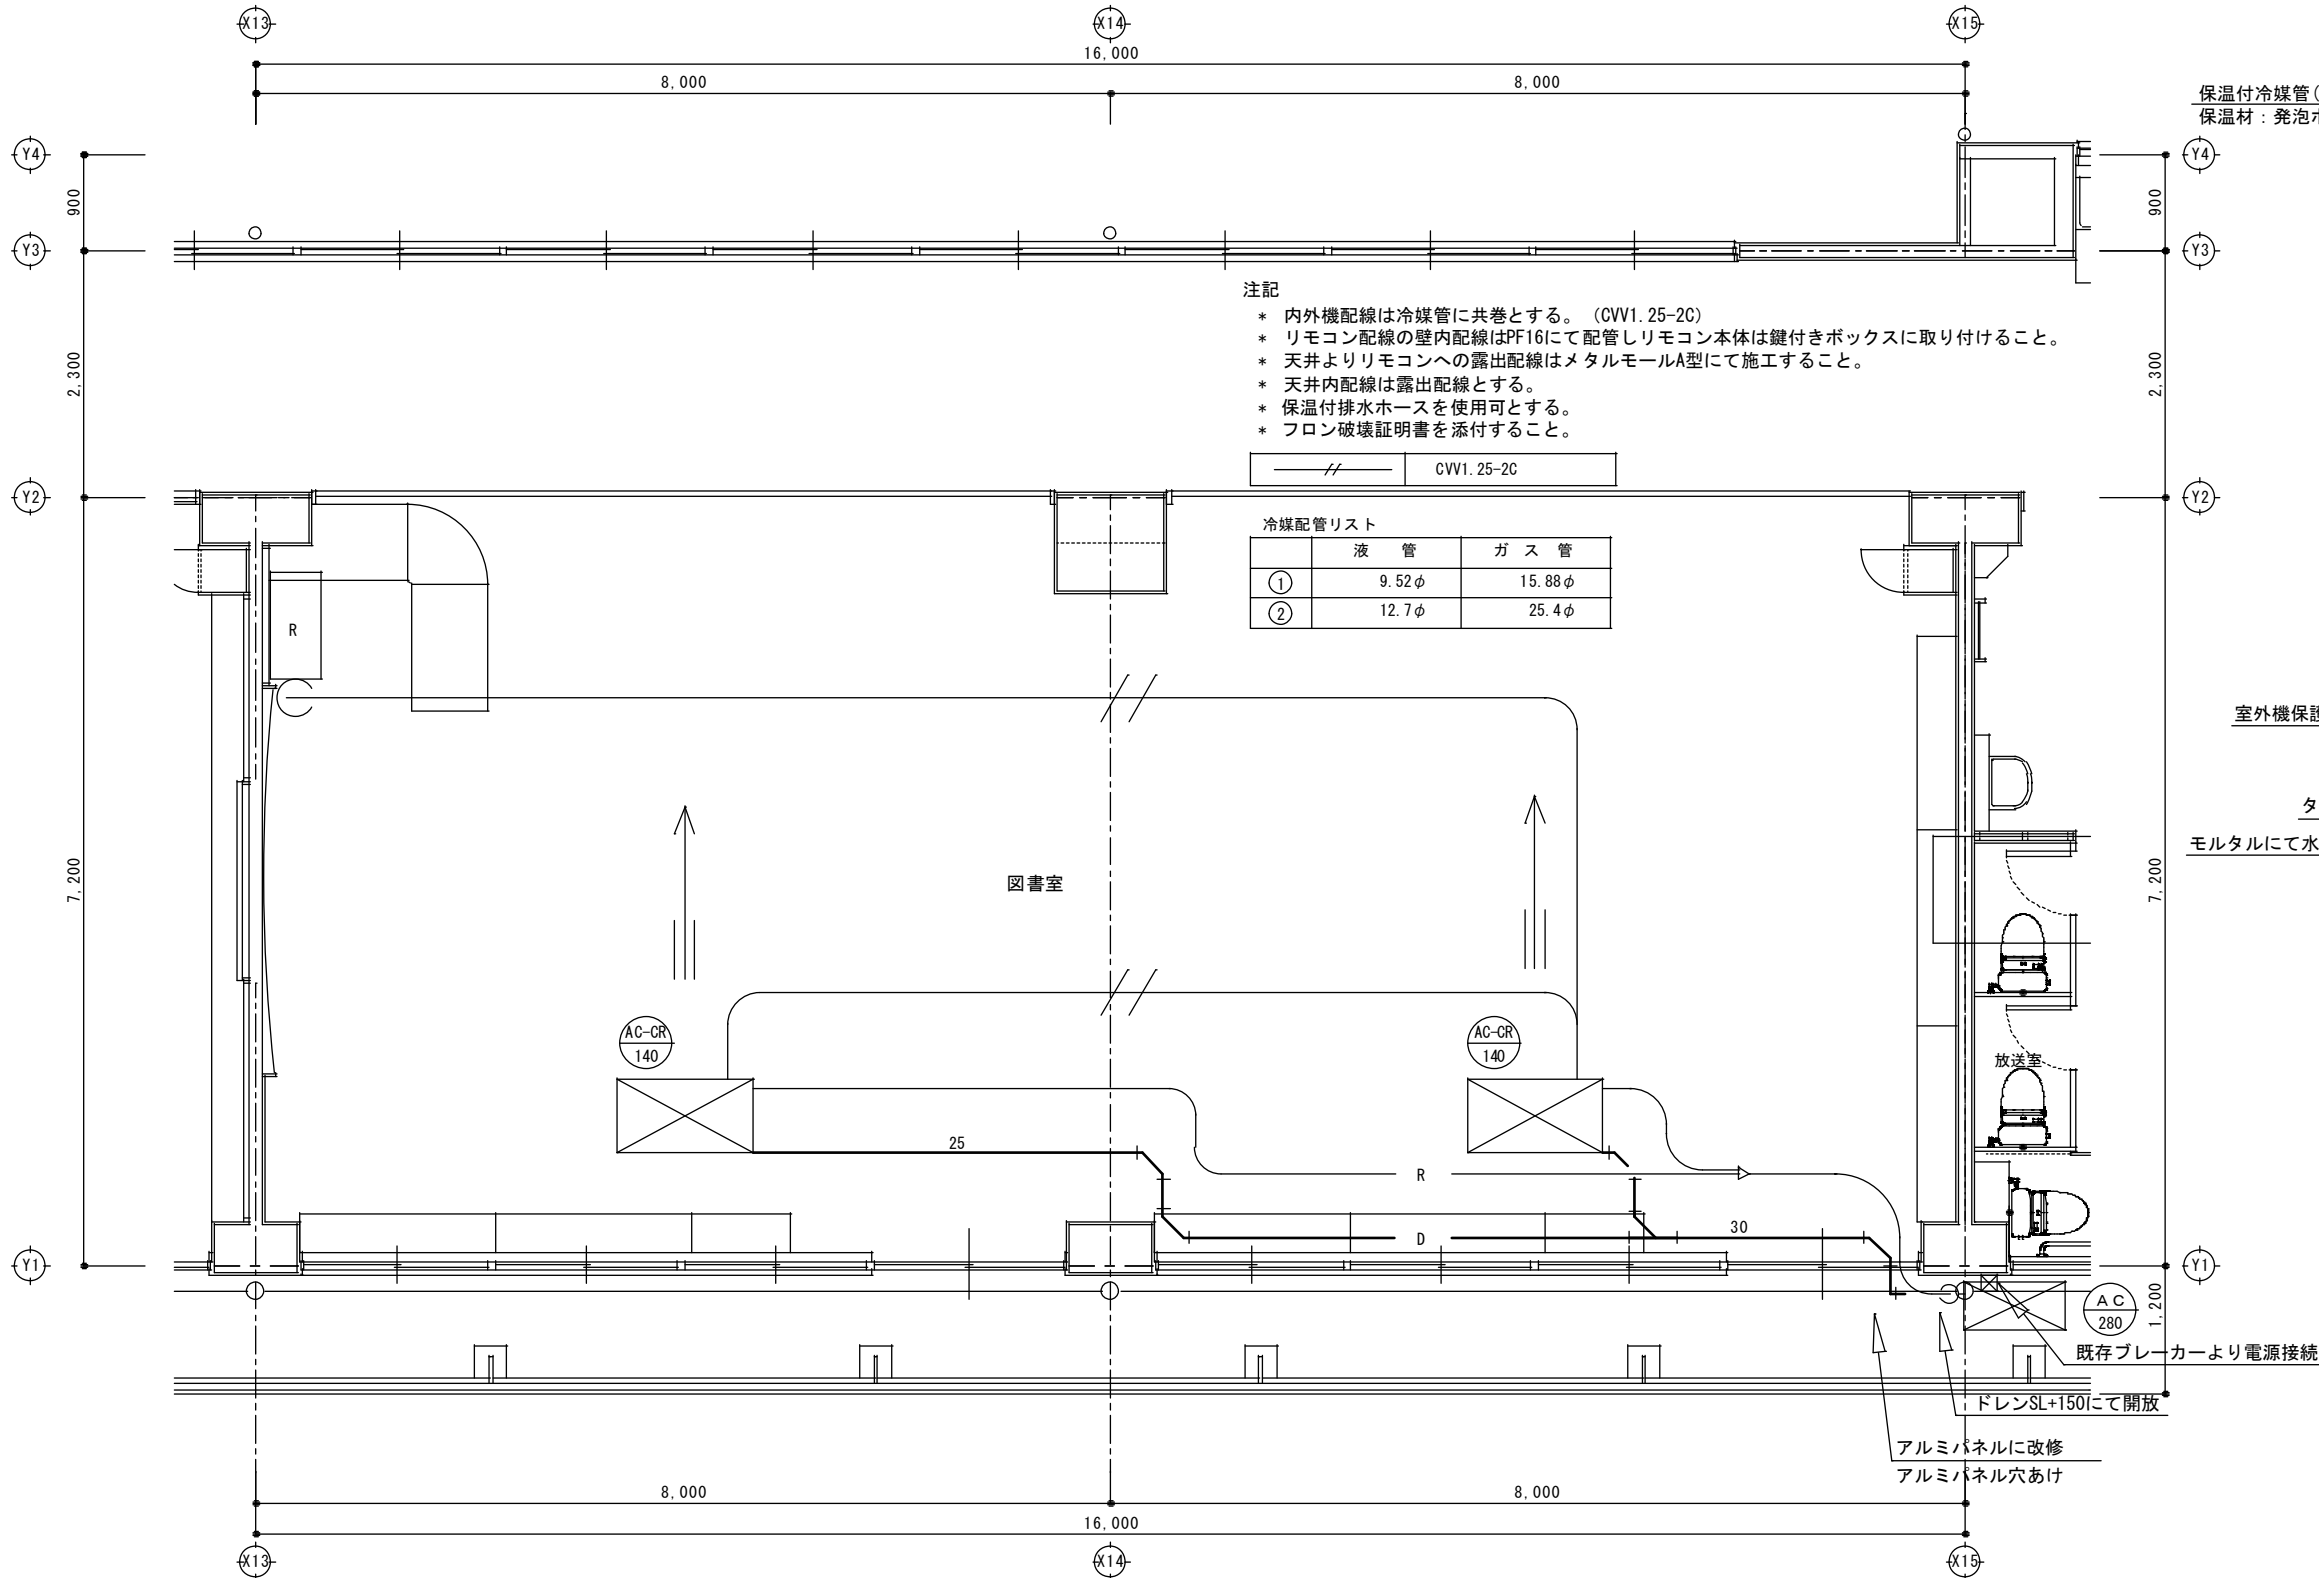 X13 X14 X15
16,000
8,000 8,000
保温付冷媒管(
保温材：発泡
Y4 Y4
900 900
Y3 Y3
注記
* 内外機配線は冷媒管に共巻とする。（CVV1.25-2C）
* リモコン配線の壁内配線はPF16にて配管しリモコン本体は鍵付きボックスに取り付けること。
* 天井よりリモコンへの露出配線はメタルモールA型にて施工すること。
* 天井内配線は露出配線とする。
* 保温付排水ホースを使用可とする。
* フロン破壊証明書を添付すること。
2,300 2,300
CVV1.25-2C
Y2 Y2
冷媒配管リスト
液 管 ガ ス 管
① 9.52φ 15.88φ
② 12.7φ 25.4φ
R
室外機保護
タ
モルタルにて水
7,200 7,200
図書室
AC-CR
140
AC-CR
140
放送室
25
R
30
D
Y1 Y1
AC
280
1,200
既存ブレーカーより電源接続
ドレンSL+150にて開放
アルミパネルに改修
アルミパネル穴あけ
8,000 8,000
16,000
X13 X14 X15